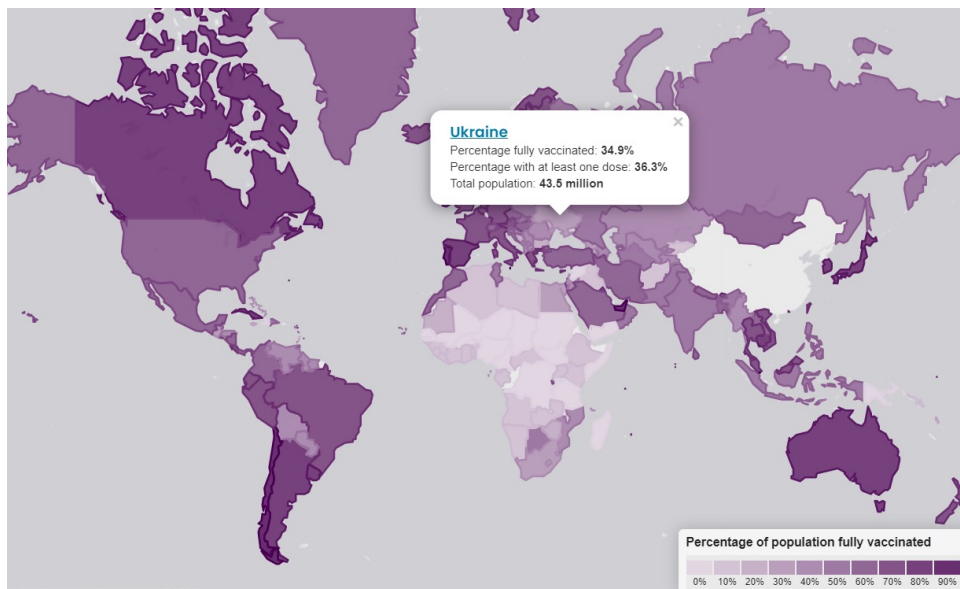 Ukraine
Percentage fully vaccinated: 34.9%
Percentage with at least one dose: 36.3%
Total population: 43.5 million
Percentage of population fully vaccinated
0% 10% 20% 30% 40% 50% 60% 70% 80% 90%